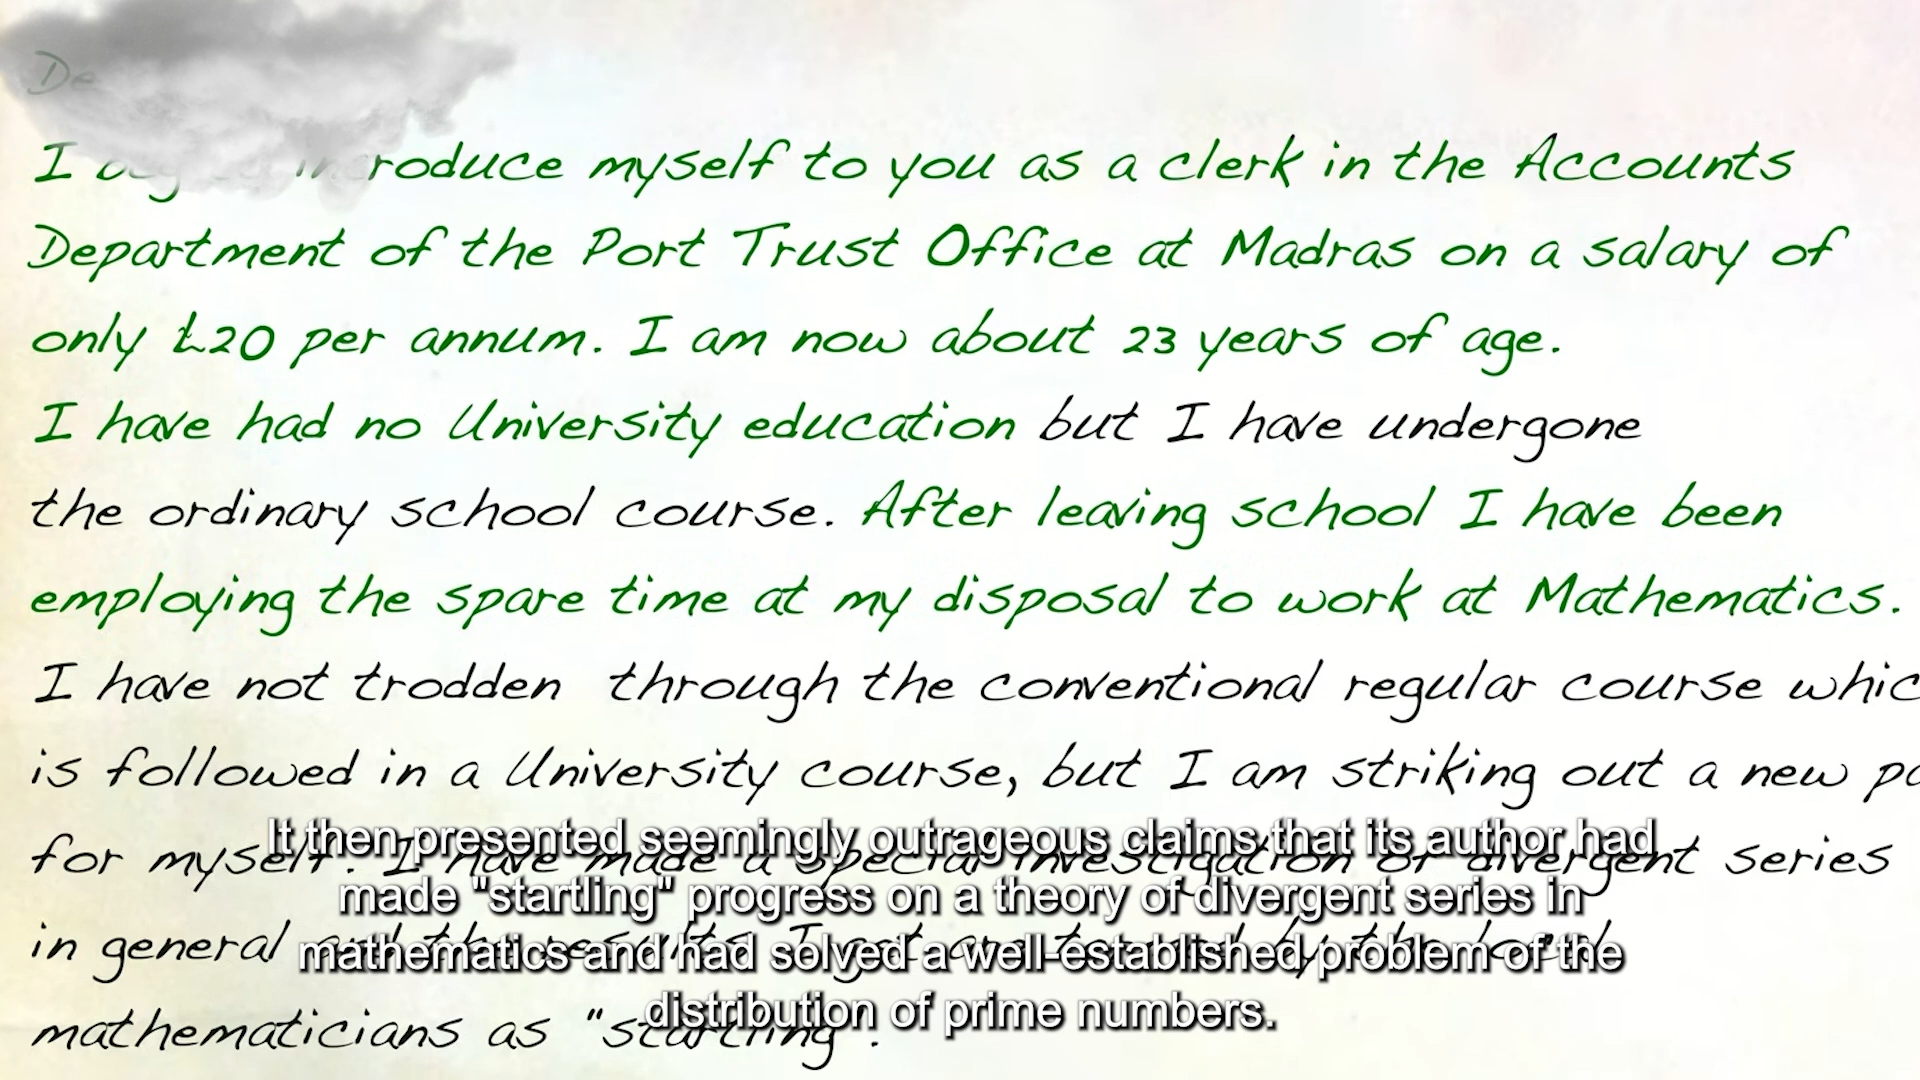 De
I beg to introduce myself to you as a clerk in the Accounts
Department of the Port Trust Office at Madras on a salary of
only £20 per annum. I am now about 23 years of age.
I have had no University education but I have undergone
the ordinary school course. After leaving school I have been
employing the spare time at my disposal to work at Mathematics.
I have not trodden through the conventional regular course whic
is followed in a University course, but I am striking out a new pa
for myself. I have made a special investigation of divergent series
in general and the results I get are termed by the local
mathematicians as "startling".
It then presented seemingly outrageous claims that its author had
made "startling" progress on a theory of divergent series in
mathematics and had solved a well-established problem of the
distribution of prime numbers.